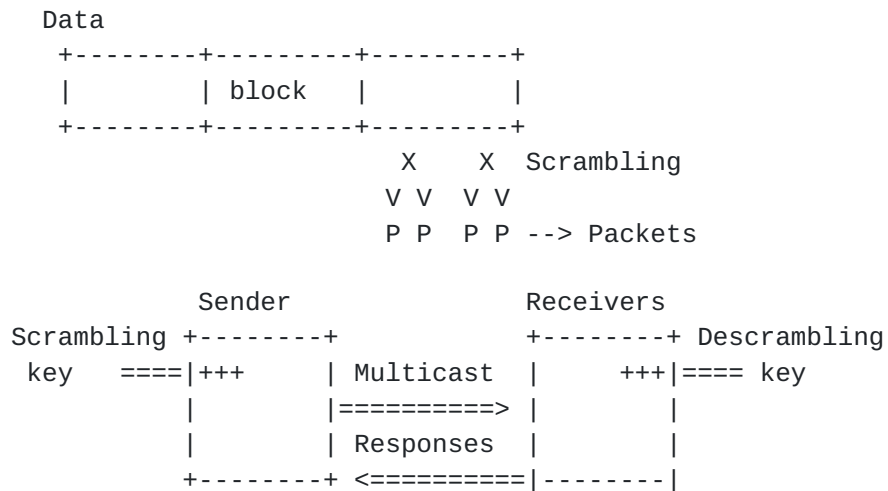 Data
+--------+---------+---------+
|        | block   |         |
+--------+---------+---------+
X    X  Scrambling
V V  V V
P P  P P --> Packets
Sender               Receivers
Scrambling +--------+            +--------+ Descrambling
key   ====|+++     | Multicast  |     +++|==== key
|        |==========> |        |
|        | Responses  |        |
+--------+ <==========|--------|